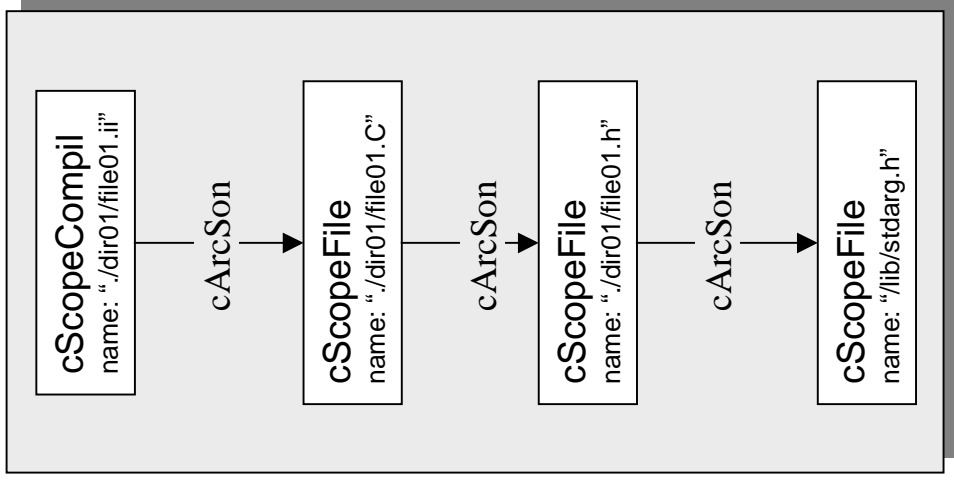 cScopeCompil
name: “./dir01/file01.ii”
cArcSon
cScopeFile
name: “./dir01/file01.C”
cArcSon
cScopeFile
name: “./dir01/file01.h”
cArcSon
cScopeFile
name: “/lib/stdarg.h”